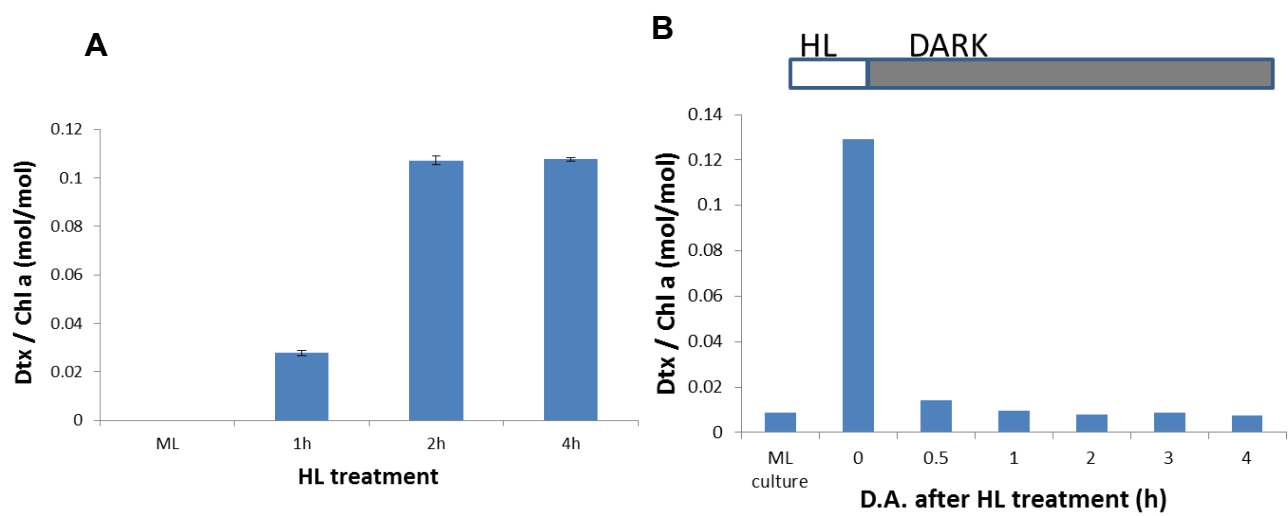 A
Dtx / Chl a (mol/mol)
0.12
0.1
0.08
0.06
0.04
0.02
0
ML 1h 2h 4h
HL treatment
B
HL DARK
Dtx / Chl a (mol/mol)
0.14
0.12
0.1
0.08
0.06
0.04
0.02
0
ML culture 0 0.5 1 2 3 4
D.A. after HL treatment (h)